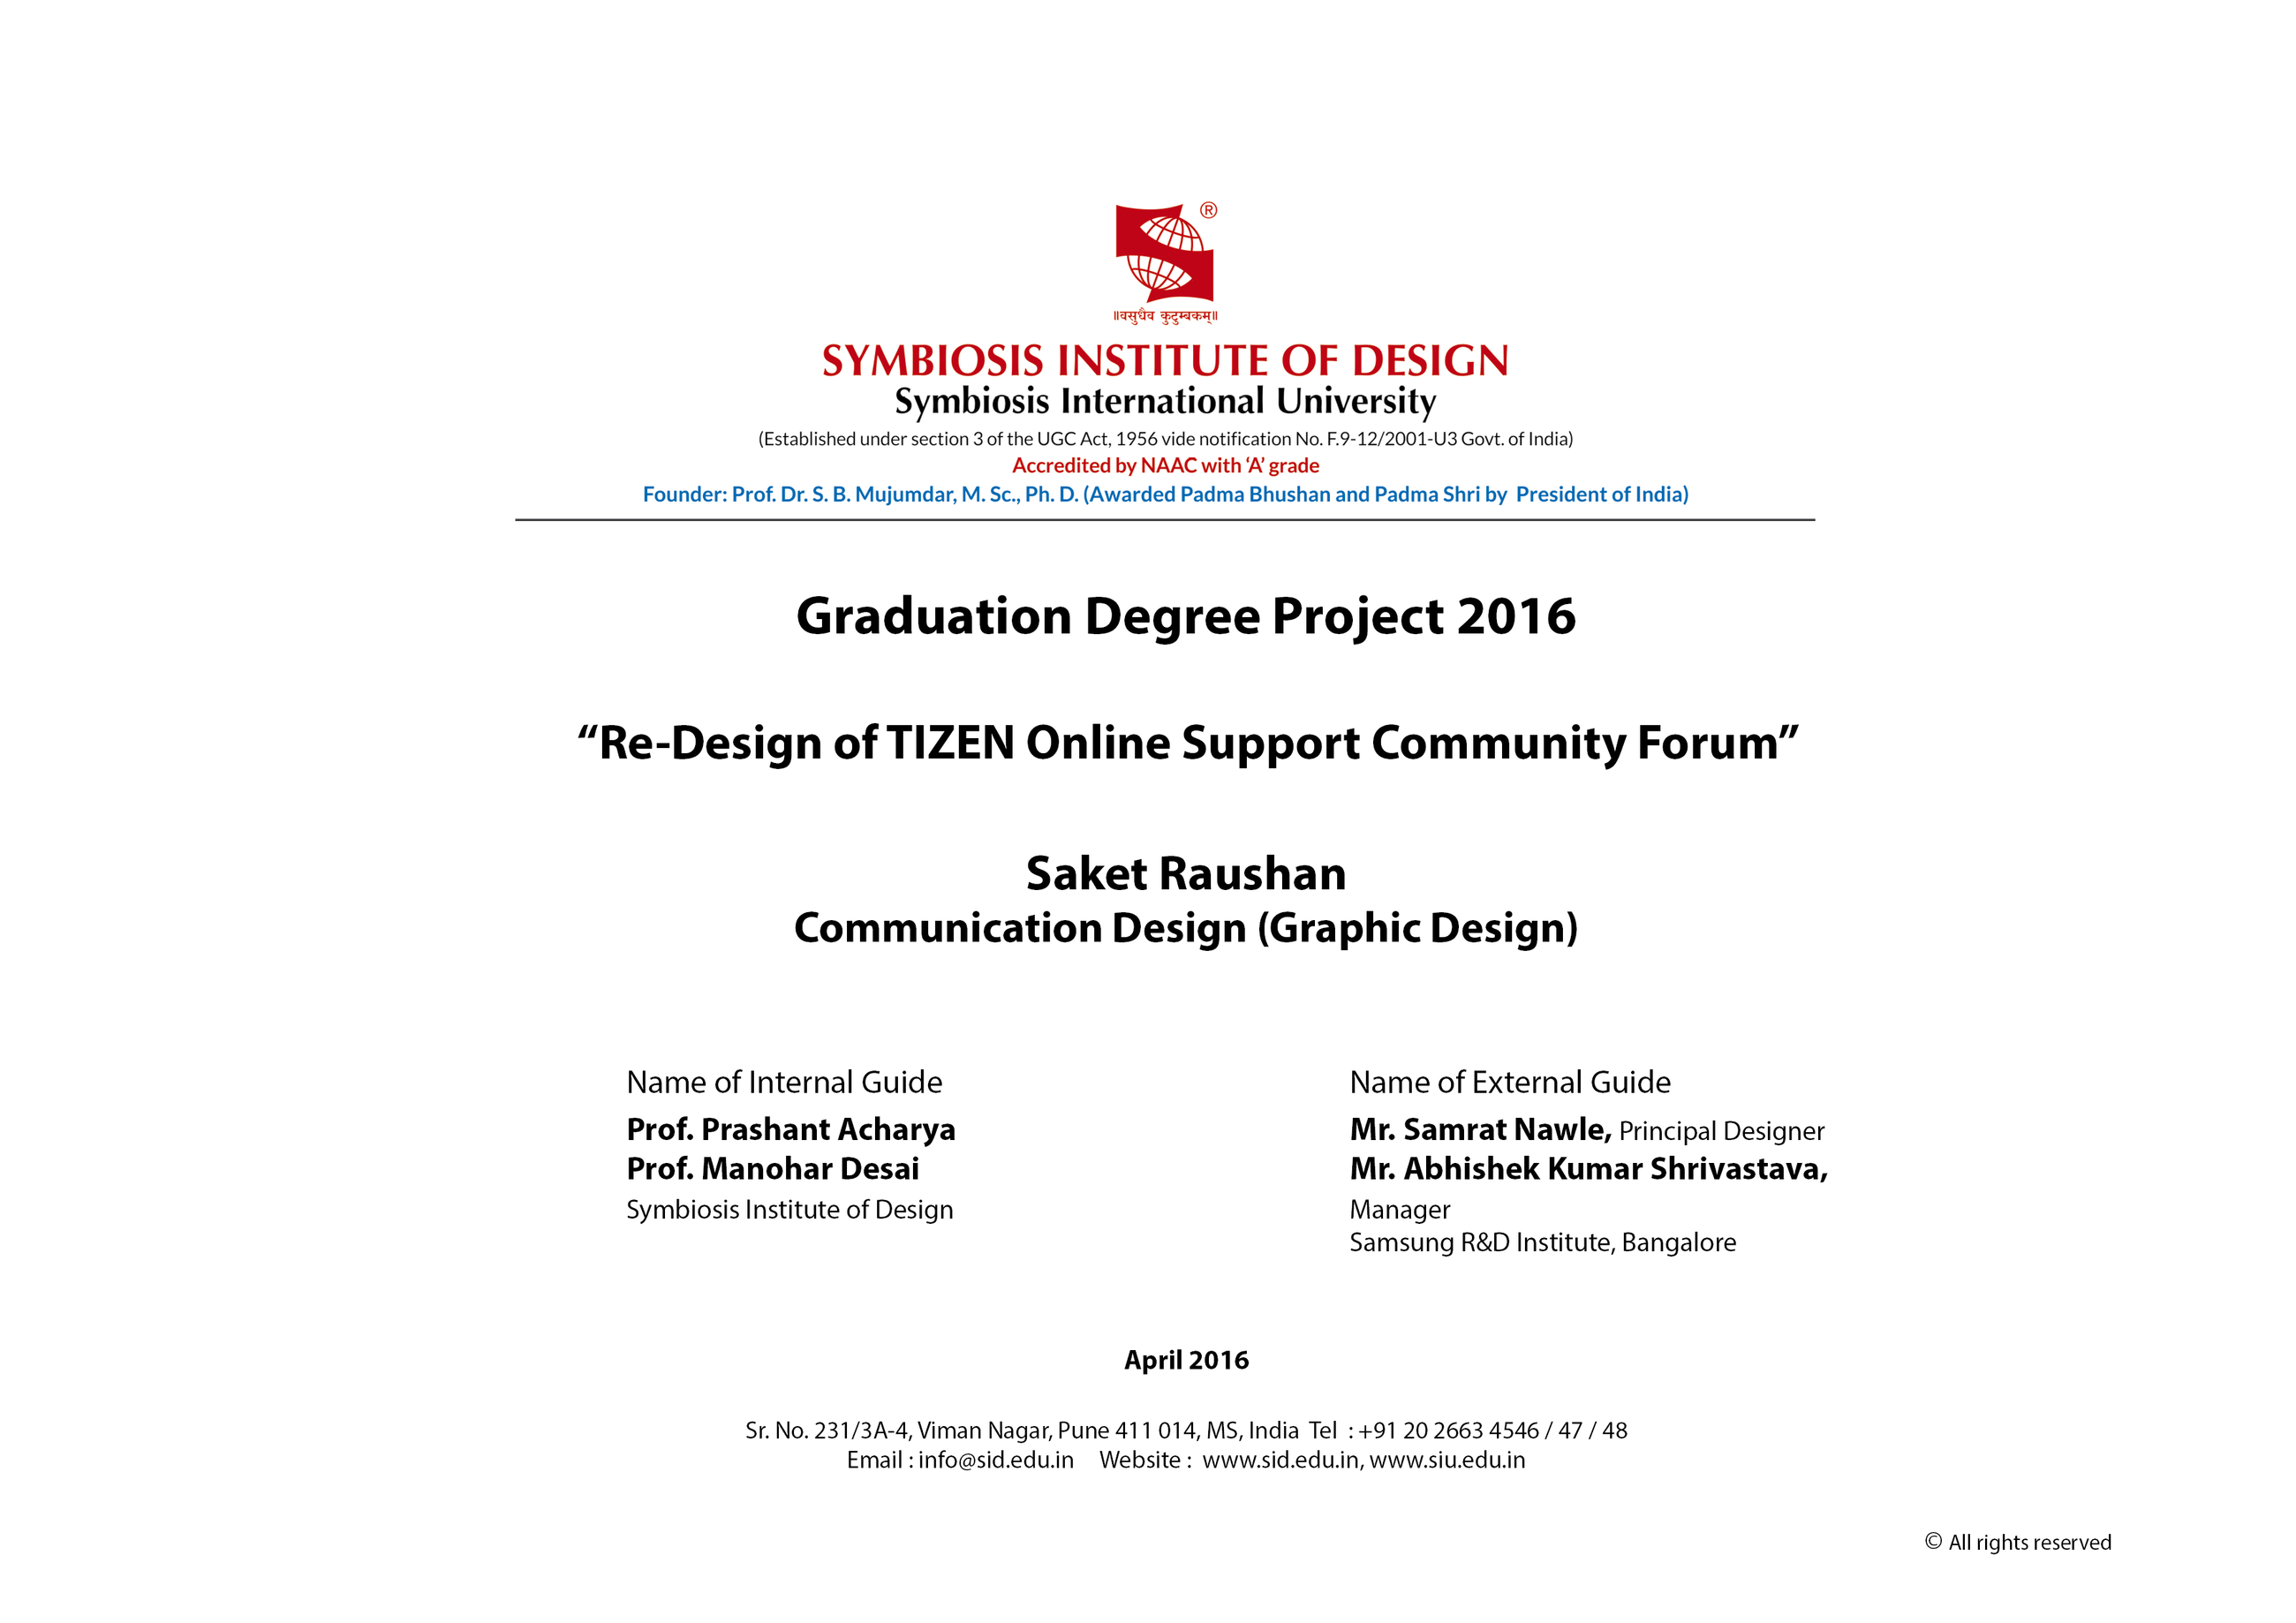 ®
॥वसुधैव कुटुम्बकम्॥
SYMBIOSIS INSTITUTE OF DESIGN
Symbiosis International University
(Established under section 3 of the UGC Act, 1956 vide notification No. F.9-12/2001-U3 Govt. of India)
Accredited by NAAC with ‘A’ grade
Founder: Prof. Dr. S. B. Mujumdar, M. Sc., Ph. D. (Awarded Padma Bhushan and Padma Shri by President of India)
Graduation Degree Project 2016
“Re-Design of TIZEN Online Support Community Forum”
Saket Raushan
Communication Design (Graphic Design)
Name of Internal Guide
Prof. Prashant Acharya
Prof. Manohar Desai
Symbiosis Institute of Design
Name of External Guide
Mr. Samrat Nawle, Principal Designer
Mr. Abhishek Kumar Shrivastava,
Manager
Samsung R&D Institute, Bangalore
April 2016
Sr. No. 231/3A-4, Viman Nagar, Pune 411 014, MS, India Tel : +91 20 2663 4546 / 47 / 48
Email : info@sid.edu.in Website : www.sid.edu.in, www.siu.edu.in
© All rights reserved